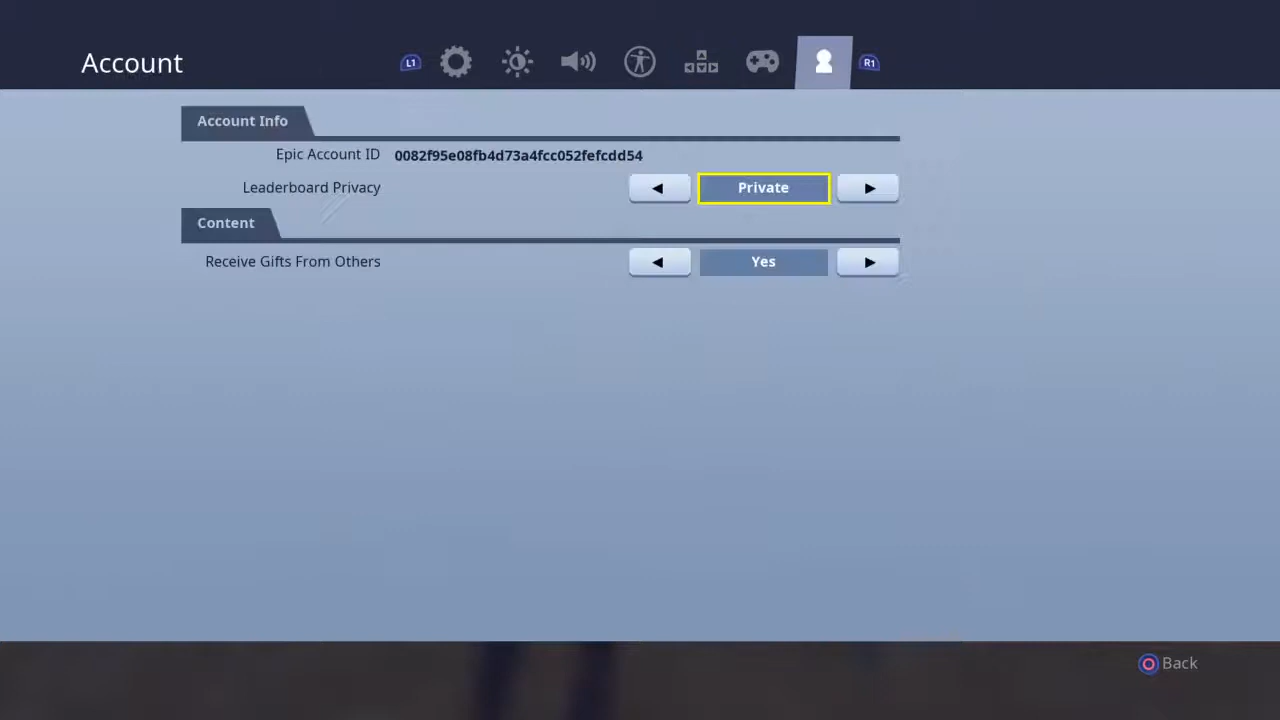 Account
L1
R1
Account Info
Epic Account ID 0082f95e08fb4d73a4fcc052fefcdd54
Leaderboard Privacy Private
Content
Receive Gifts From Others Yes
Back